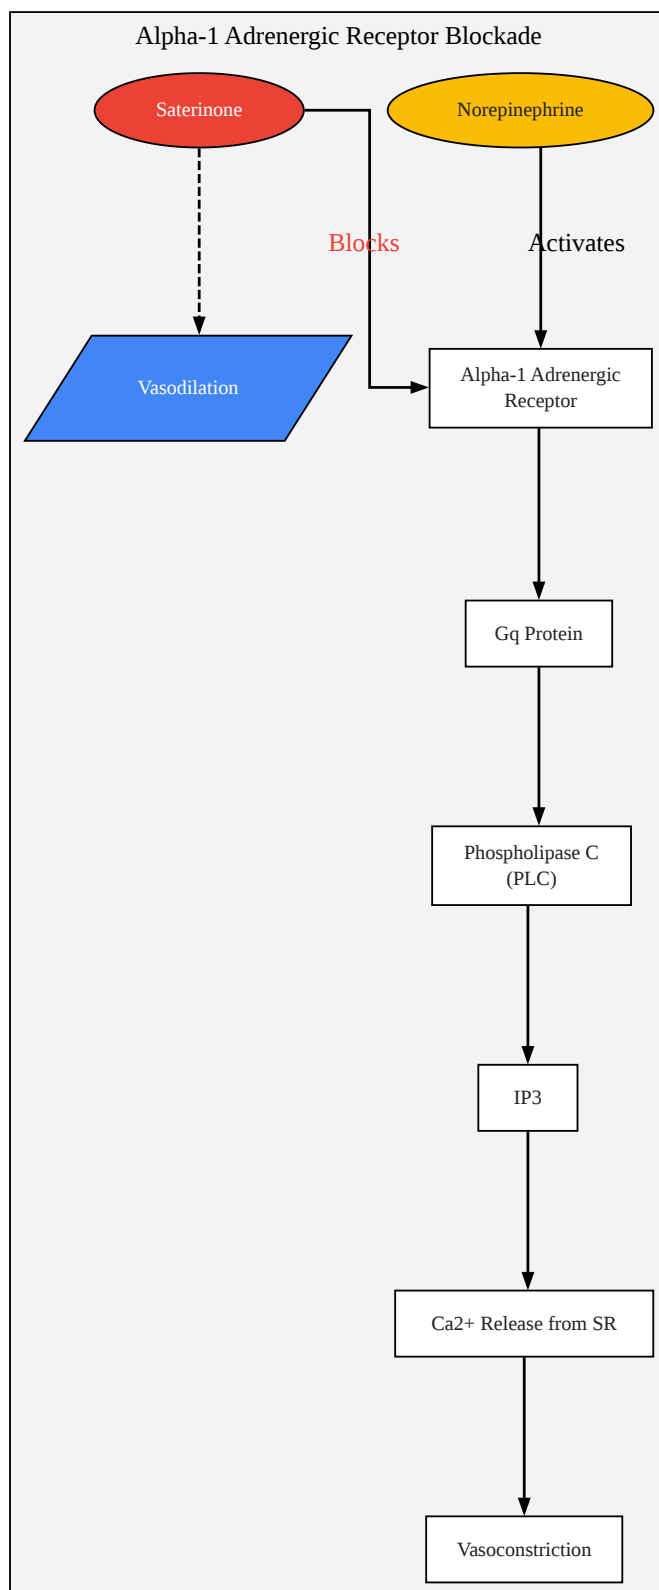 Alpha-1 Adrenergic Receptor Blockade
Saterinone
Norepinephrine
Blocks
Activates
Vasodilation
Alpha-1 Adrenergic
Receptor
Gq Protein
Phospholipase C
(PLC)
IP3
Ca2+ Release from SR
Vasoconstriction